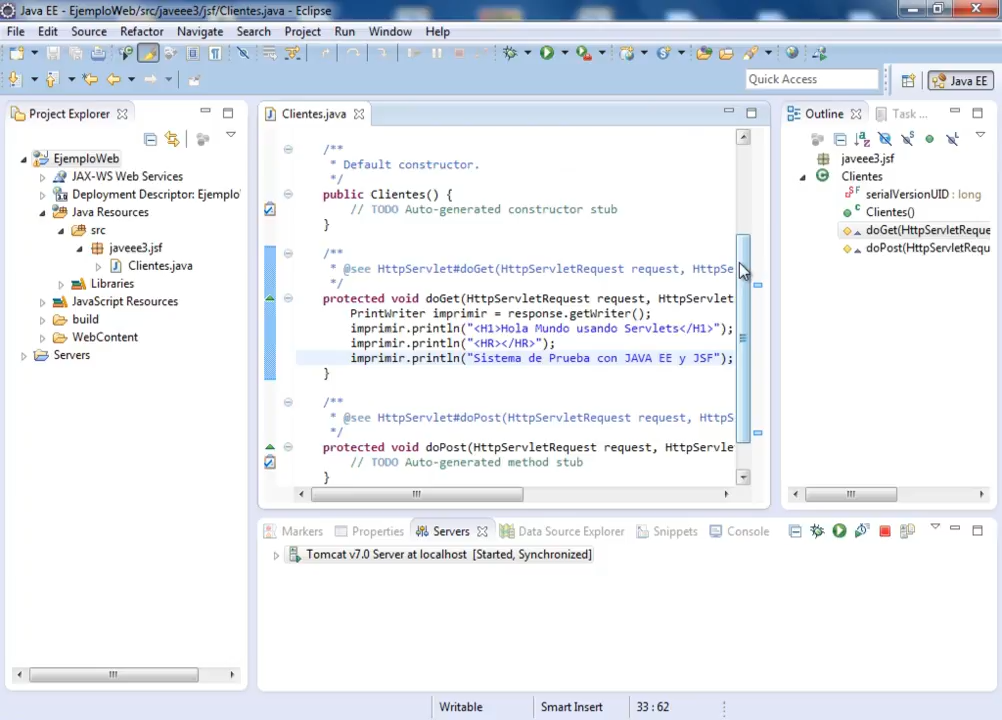 Java EE - EjemploWeb/src/javeee3/jsf/Clientes.java - Eclipse
File Edit Source Refactor Navigate Search Project Run Window Help
Quick Access
Java EE
Project Explorer
EjemploWeb
JAX-WS Web Services
Deployment Descriptor: Ejemplo
Java Resources
src
javeee3.jsf
Clientes.java
Libraries
JavaScript Resources
build
WebContent
Servers
Clientes.java
/**
* Default constructor.
*/
public Clientes() {
// TODO Auto-generated constructor stub
}
/**
* @see HttpServlet#doGet(HttpServletRequest request, HttpSe
*/
protected void doGet(HttpServletRequest request, HttpServlet
PrintWriter imprimir = response.getWriter();
imprimir.println("<H1>Hola Mundo usando Servlets</H1>");
imprimir.println("<HR></HR>");
imprimir.println("Sistema de Prueba con JAVA EE y JSF");
}
/**
* @see HttpServlet#doPost(HttpServletRequest request, HttpS
*/
protected void doPost(HttpServletRequest request, HttpServle
// TODO Auto-generated method stub
}
Outline
Task ...
javeee3.jsf
Clientes
serialVersionUID : long
Clientes()
doGet(HttpServletReque
doPost(HttpServletRequ
Markers Properties Servers Data Source Explorer Snippets Console
Tomcat v7.0 Server at localhost [Started, Synchronized]
Writable Smart Insert 33 : 62